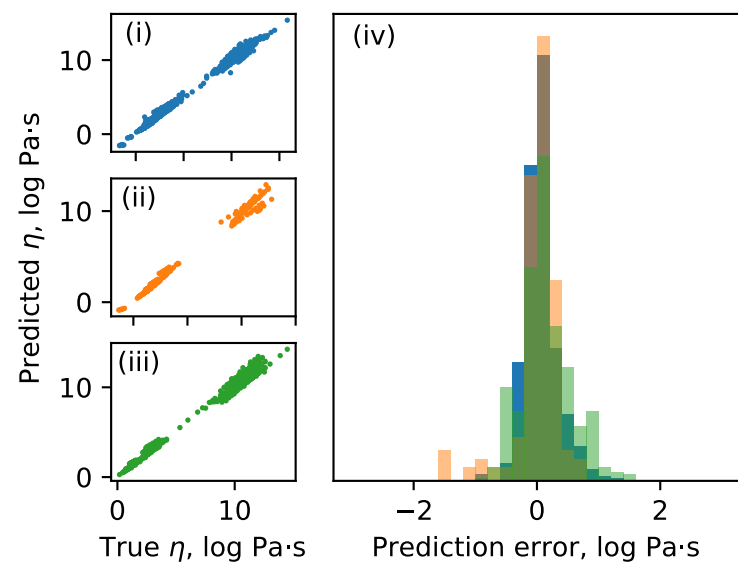 (i)
10
0
(ii)
10
0
(iii)
10
0
0
10
Predicted η, log Pa·s
True η, log Pa·s
(iv)
−2
0
2
Prediction error, log Pa·s